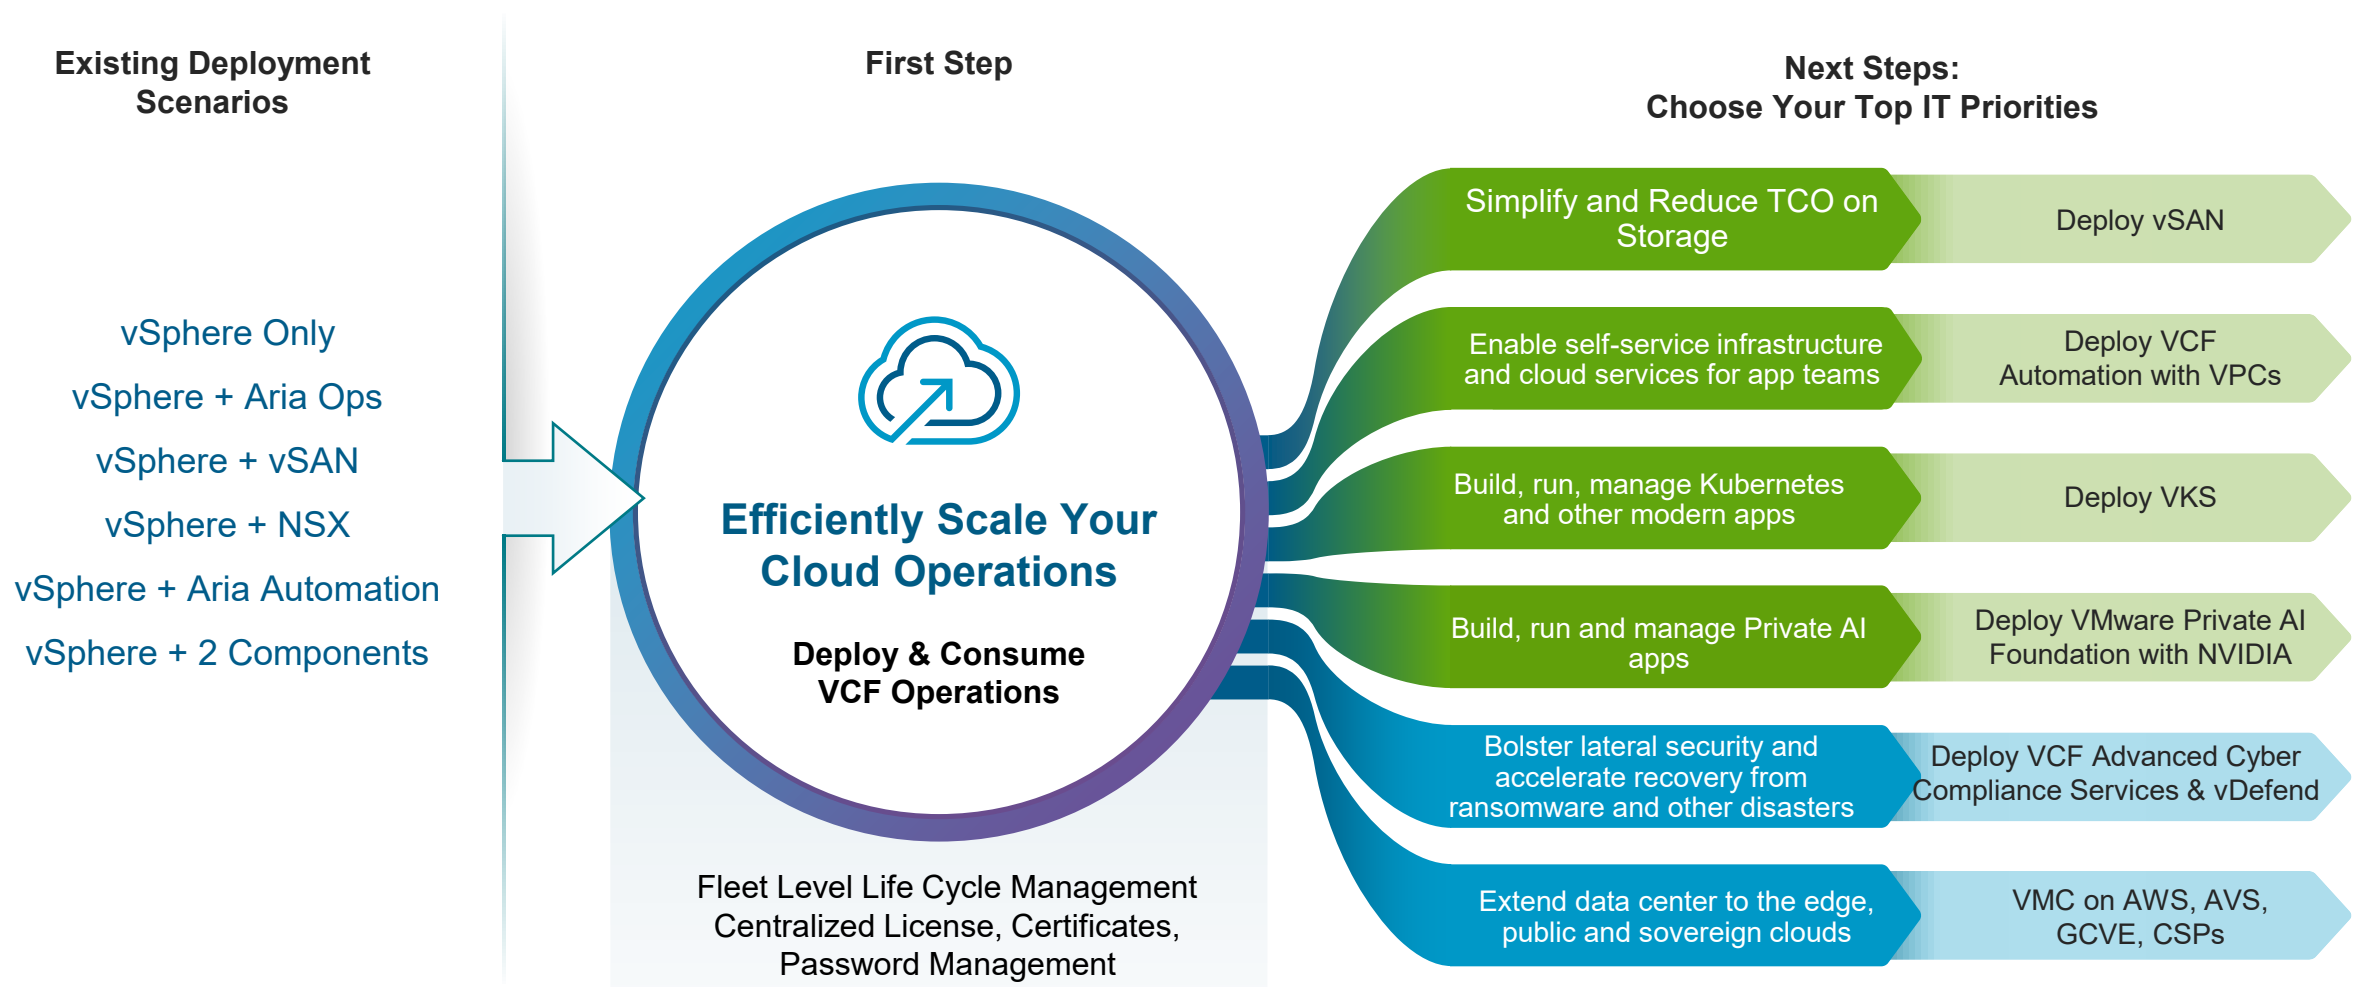 Existing Deployment
Scenarios
vSphere Only
vSphere + Aria Ops
vSphere + vSAN
vSphere + NSX
vSphere + Aria Automation
vSphere + 2 Components
First Step
Efficiently Scale Your
Cloud Operations
Deploy & Consume
VCF Operations
Fleet Level Life Cycle Management
Centralized License, Certificates,
Password Management
Next Steps:
Choose Your Top IT Priorities
Simplify and Reduce TCO on
Storage
Deploy vSAN
Enable self-service infrastructure
and cloud services for app teams
Deploy VCF
Automation with VPCs
Build, run, manage Kubernetes
and other modern apps
Deploy VKS
Build, run and manage Private AI
apps
Deploy VMware Private AI
Foundation with NVIDIA
Bolster lateral security and
accelerate recovery from
ransomware and other disasters
Deploy VCF Advanced Cyber
Compliance Services & vDefend
Extend data center to the edge,
public and sovereign clouds
VMC on AWS, AVS,
GCVE, CSPs